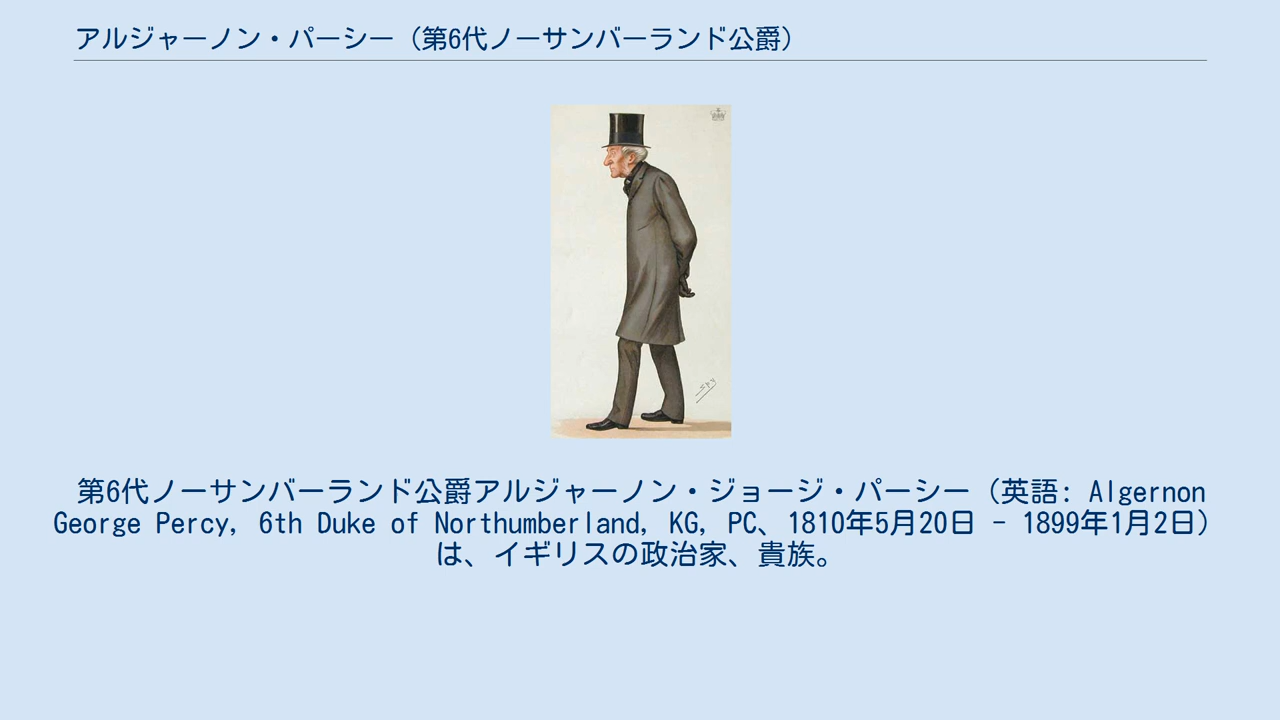 アルジャーノン・パーシー（第6代ノーサンバーランド公爵）
第6代ノーサンバーランド公爵アルジャーノン・ジョージ・パーシー（英語: Algernon
George Percy, 6th Duke of Northumberland, KG, PC、1810年5月20日 - 1899年1月2日）
は、イギリスの政治家、貴族。